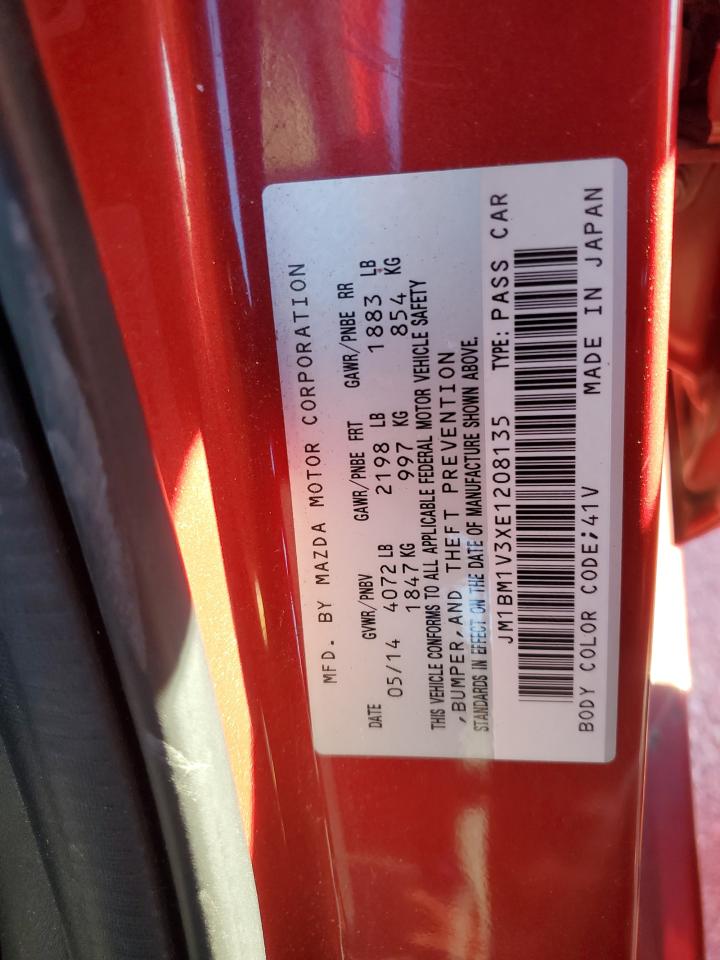 MFD. BY MAZDA MOTOR CORPORATION
DATE GVWR/PNBV GAWR/PNBE FRT GAWR/PNBE RR
05/14 4072 LB 2198 LB 1883 LB
1847 KG 997 KG 854 KG
THIS VEHICLE CONFORMS TO ALL APPLICABLE FEDERAL MOTOR VEHICLE SAFETY
,BUMPER,AND THEFT PREVENTION
STANDARDS IN EFFECT ON THE DATE OF MANUFACTURE SHOWN ABOVE.
JM1BM1V3XE1208135 TYPE: PASS CAR
BODY COLOR CODE;41V MADE IN JAPAN